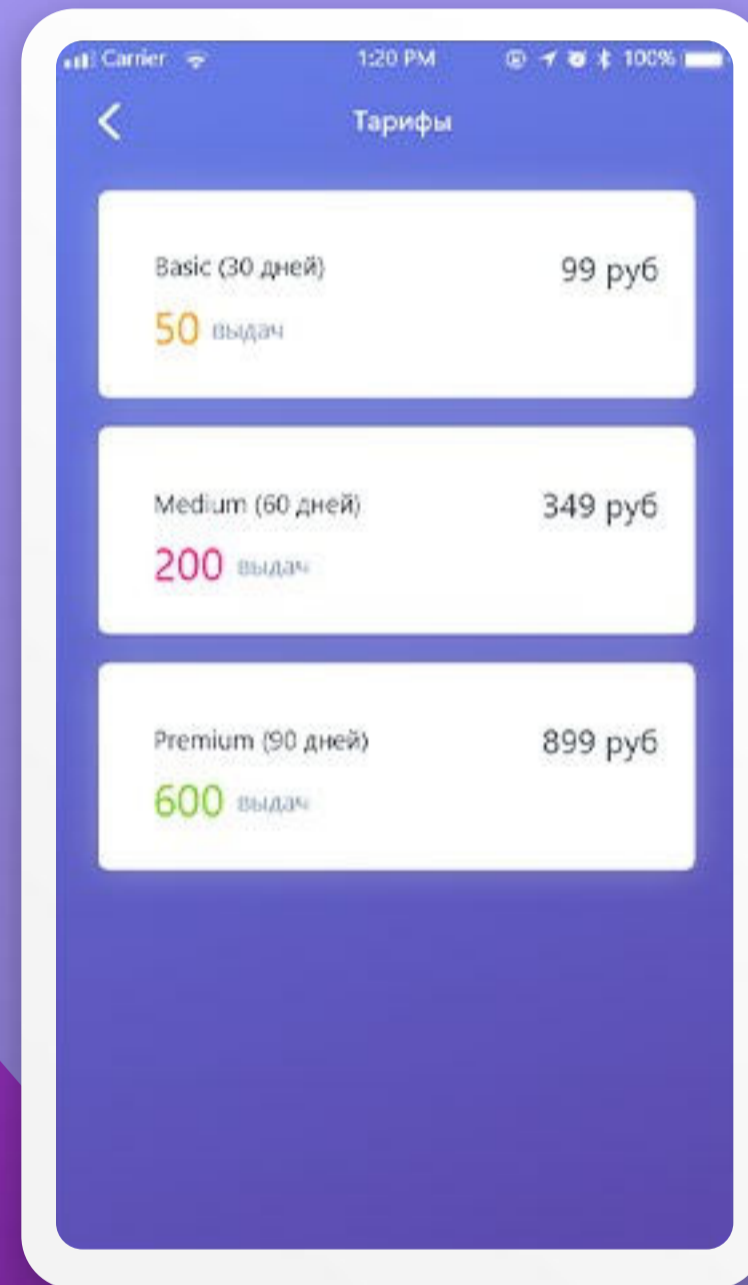 Carrier 1:20 PM 100%
Тарифы
Basic (30 дней) 99 руб
50 выдач
Medium (60 дней) 349 руб
200 выдач
Premium (90 дней) 899 руб
600 выдач